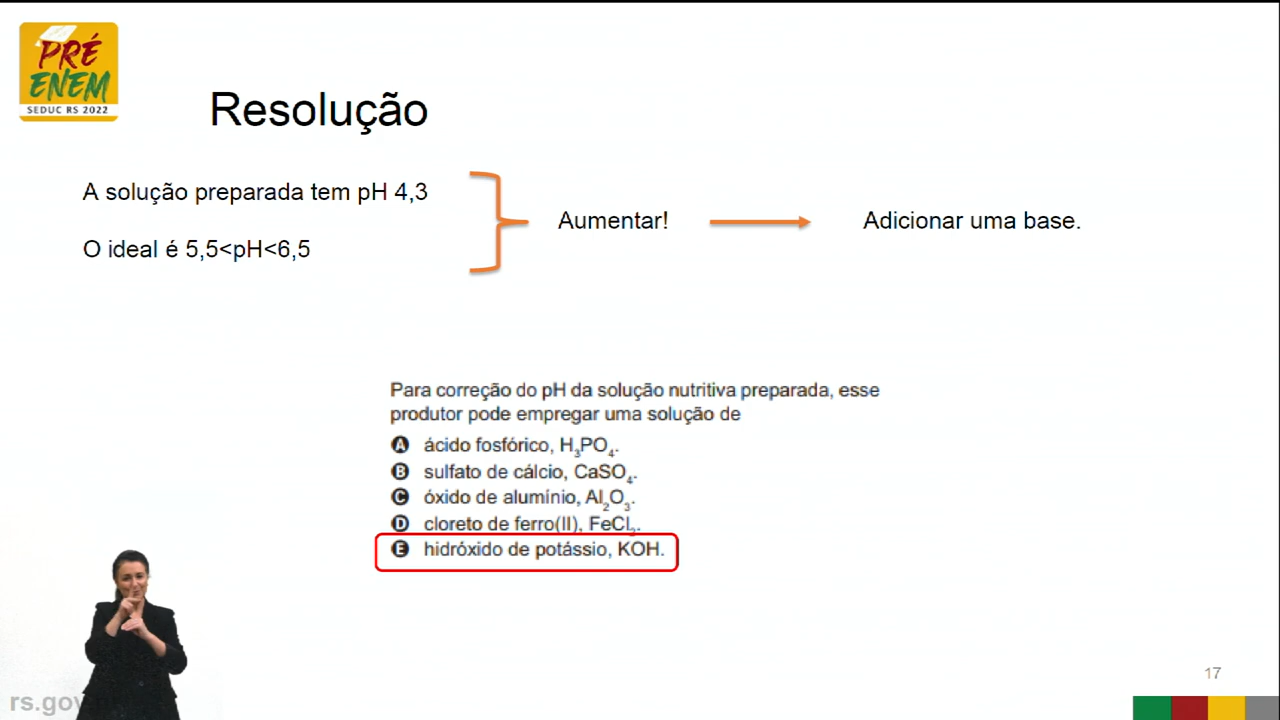 PRÉ
ENEM
SEDUC RS 2022
Resolução
A solução preparada tem pH 4,3
O ideal é 5,5<pH<6,5
Aumentar!
Adicionar uma base.
Para correção do pH da solução nutritiva preparada, esse
produtor pode empregar uma solução de
A ácido fosfórico, H₃PO₄.
B sulfato de cálcio, CaSO₄.
C óxido de alumínio, Al₂O₃.
D cloreto de ferro(II), FeCl₂.
E hidróxido de potássio, KOH.
17
rs.gov